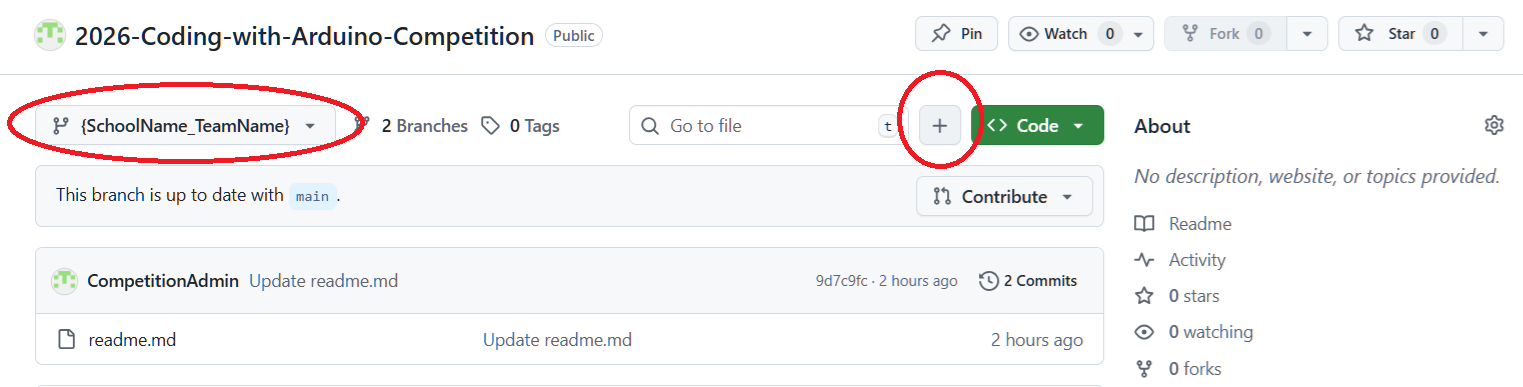 2026-Coding-with-Arduino-Competition Public Pin Watch 0 Fork 0 Star 0
{SchoolName_TeamName} 2 Branches 0 Tags Go to file t + <> Code
This branch is up to date with main.
Contribute
CompetitionAdmin Update readme.md 9d7c9fc · 2 hours ago 2 Commits
readme.md Update readme.md 2 hours ago
About
No description, website, or topics provided.
Readme
Activity
0 stars
0 watching
0 forks